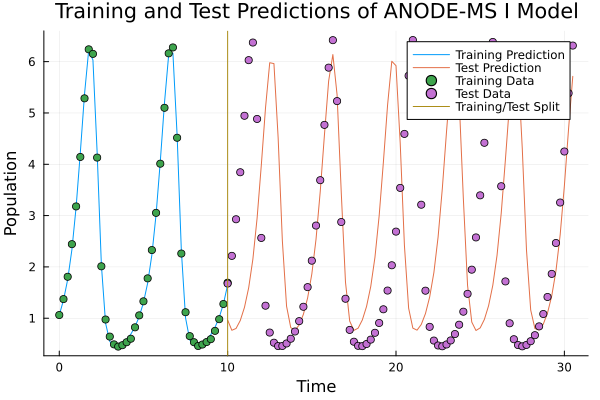 Training and Test Predictions of ANODE-MS I Model
Training Prediction
Test Prediction
Training Data
Test Data
Training/Test Split
Population
6
5
4
3
2
1
0
10
20
30
Time